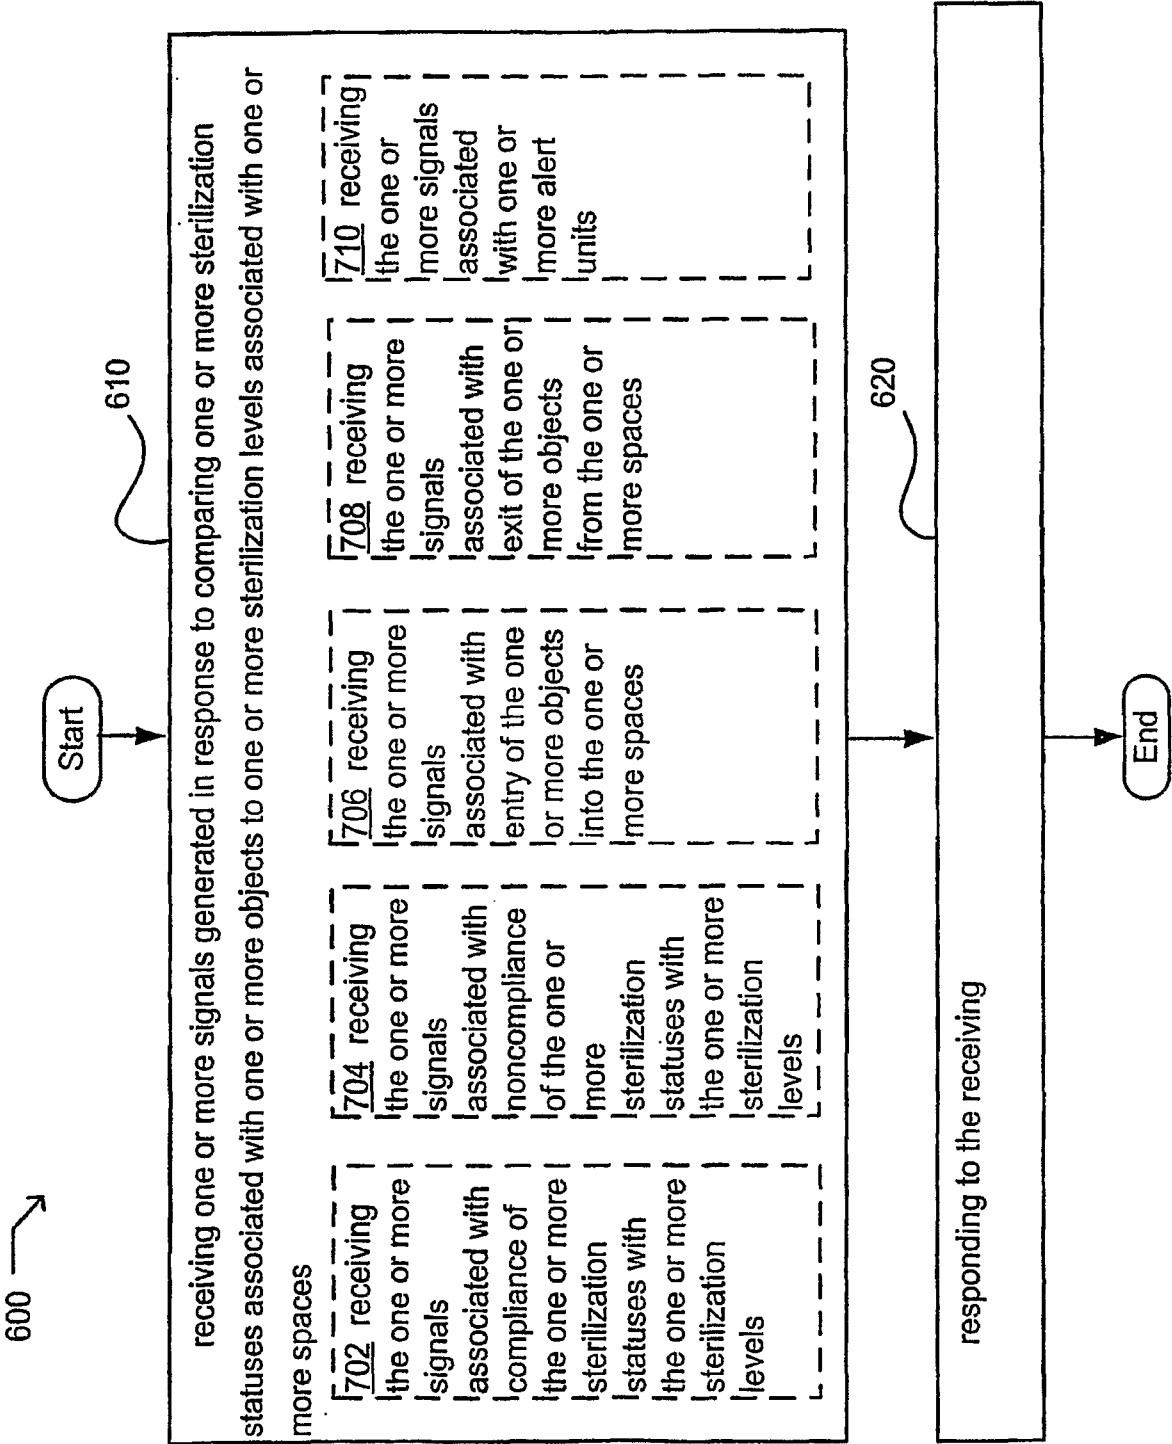 600
Start
610
receiving one or more signals generated in response to comparing one or more sterilization
statuses associated with one or more objects to one or more sterilization levels associated with one or
more spaces
702 receiving
the one or more
signals
associated with
compliance of
the one or more
sterilization
statuses with
the one or more
sterilization
levels
704 receiving
the one or more
signals
associated with
noncompliance
of the one or
more
sterilization
statuses with
the one or more
sterilization
levels
706 receiving
the one or more
signals
associated with
entry of the one
or more objects
into the one or
more spaces
708 receiving
the one or more
signals
associated with
exit of the one or
more objects
from the one or
more spaces
710 receiving
the one or
more signals
associated
with one or
more alert
units
620
responding to the receiving
End